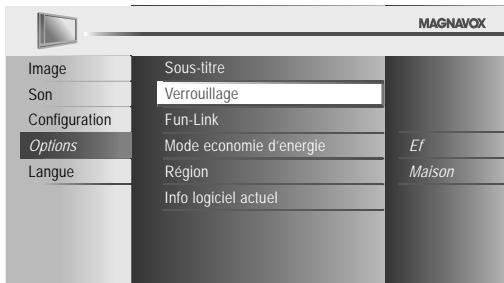 MAGNAVOX
Image
Son
Configuration
Options
Langue
Sous-titre
Verrouillage
Fun-Link
Mode economie d'energie
Région
Info logiciel actuel
Ef
Maison